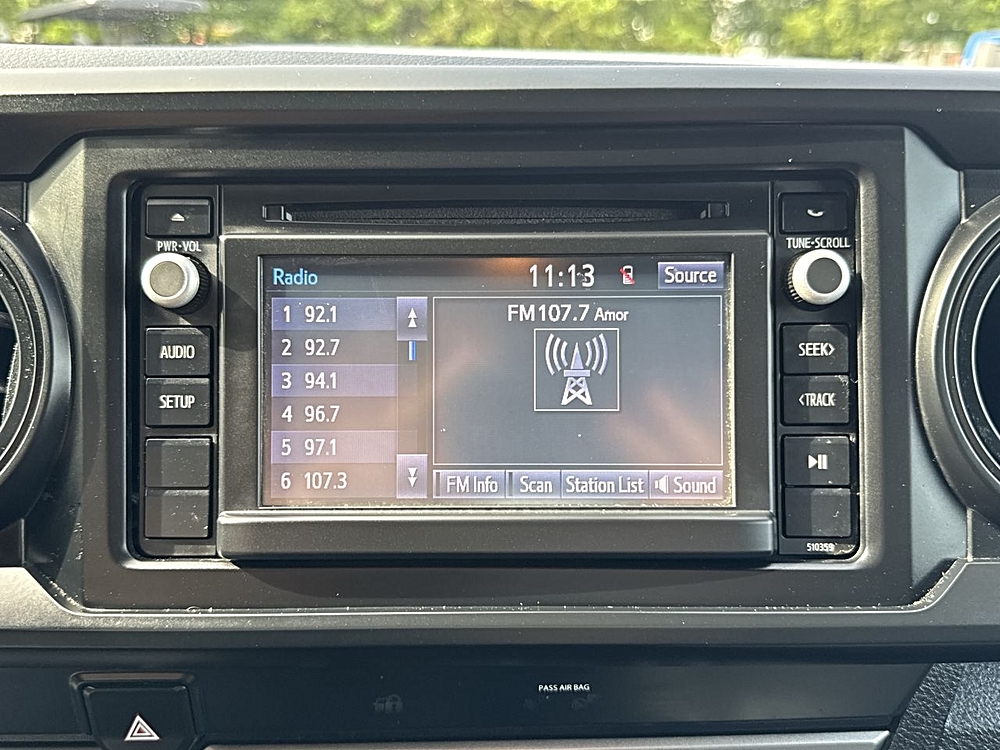 PWR•VOL
AUDIO
SETUP
Radio 11:13 Source
1 92.1
2 92.7
3 94.1
4 96.7
5 97.1
6 107.3
FM107.7 Amor
FM Info Scan Station List Sound
TUNE•SCROLL
SEEK>
<TRACK
510359
PASS AIR BAG